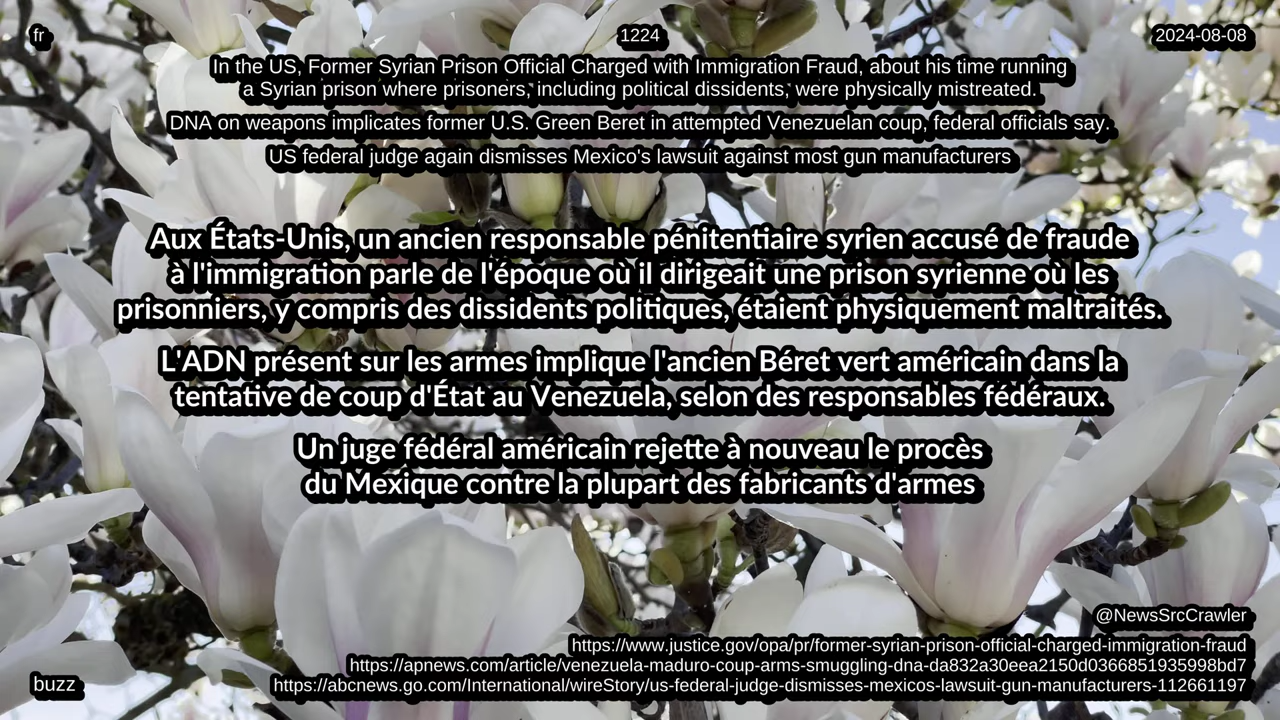 fr
1224
2024-08-08
In the US, Former Syrian Prison Official Charged with Immigration Fraud, about his time running
a Syrian prison where prisoners, including political dissidents, were physically mistreated.
DNA on weapons implicates former U.S. Green Beret in attempted Venezuelan coup, federal officials say.
US federal judge again dismisses Mexico's lawsuit against most gun manufacturers
Aux États-Unis, un ancien responsable pénitentiaire syrien accusé de fraude
à l'immigration parle de l'époque où il dirigeait une prison syrienne où les
prisonniers, y compris des dissidents politiques, étaient physiquement maltraités.
L'ADN présent sur les armes implique l'ancien Béret vert américain dans la
tentative de coup d'État au Venezuela, selon des responsables fédéraux.
Un juge fédéral américain rejette à nouveau le procès
du Mexique contre la plupart des fabricants d'armes
@NewsSrcCrawler
https://www.justice.gov/opa/pr/former-syrian-prison-official-charged-immigration-fraud
https://apnews.com/article/venezuela-maduro-coup-arms-smuggling-dna-da832a30eea2150d0366851935998bd7
buzz
https://abcnews.go.com/International/wireStory/us-federal-judge-dismisses-mexicos-lawsuit-gun-manufacturers-112661197